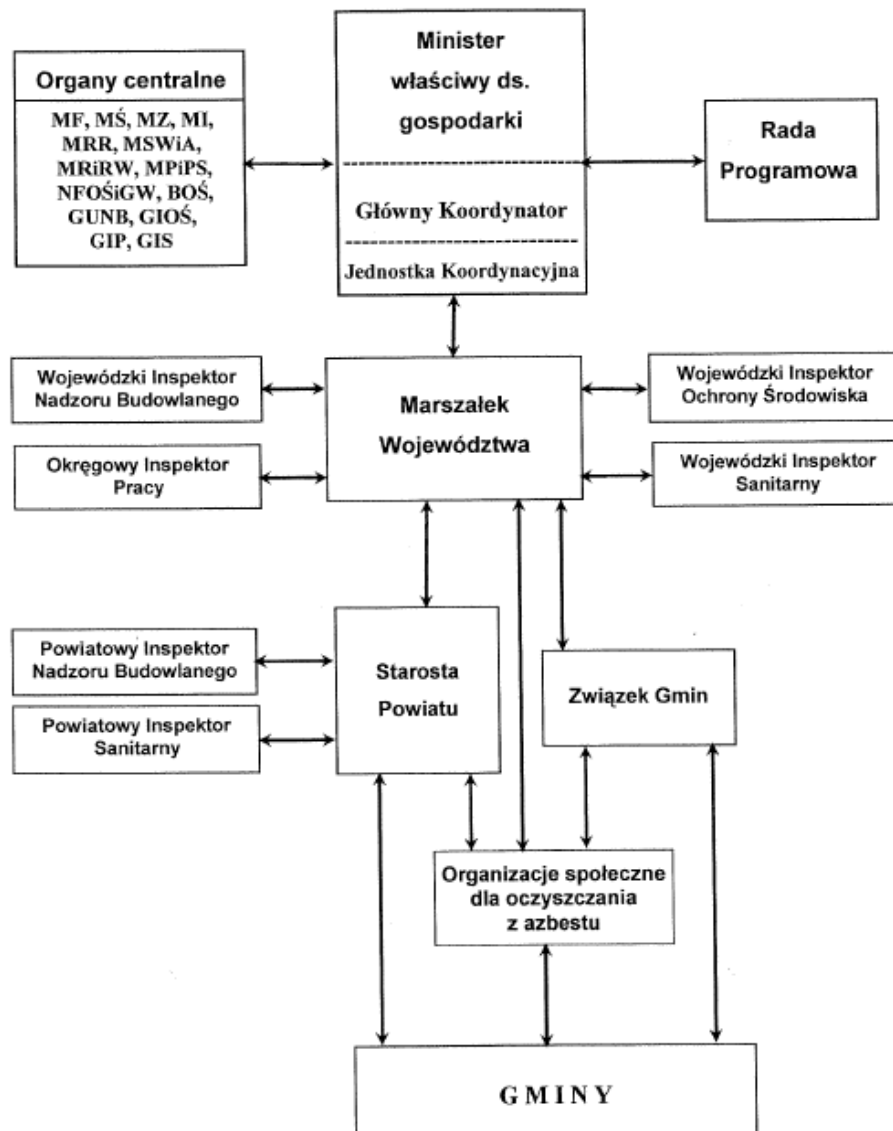 Organy centralne
MF, MŚ, MZ, MI,
MRR, MSWiA,
MRiRW, MPiPS,
NFOŚiGW, BOŚ,
GUNB, GIOŚ,
GIP, GIS
Minister
właściwy ds.
gospodarki
Główny Koordynator
Jednostka Koordynacyjna
Rada
Programowa
Wojewódzki Inspektor
Nadzoru Budowlanego
Okręgowy Inspektor
Pracy
Marszałek
Województwa
Wojewódzki Inspektor
Ochrony Środowiska
Wojewódzki Inspektor
Sanitarny
Powiatowy Inspektor
Nadzoru Budowlanego
Powiatowy Inspektor
Sanitarny
Starosta
Powiatu
Związek Gmin
Organizacje społeczne
dla oczyszczania
z azbestu
GMINY